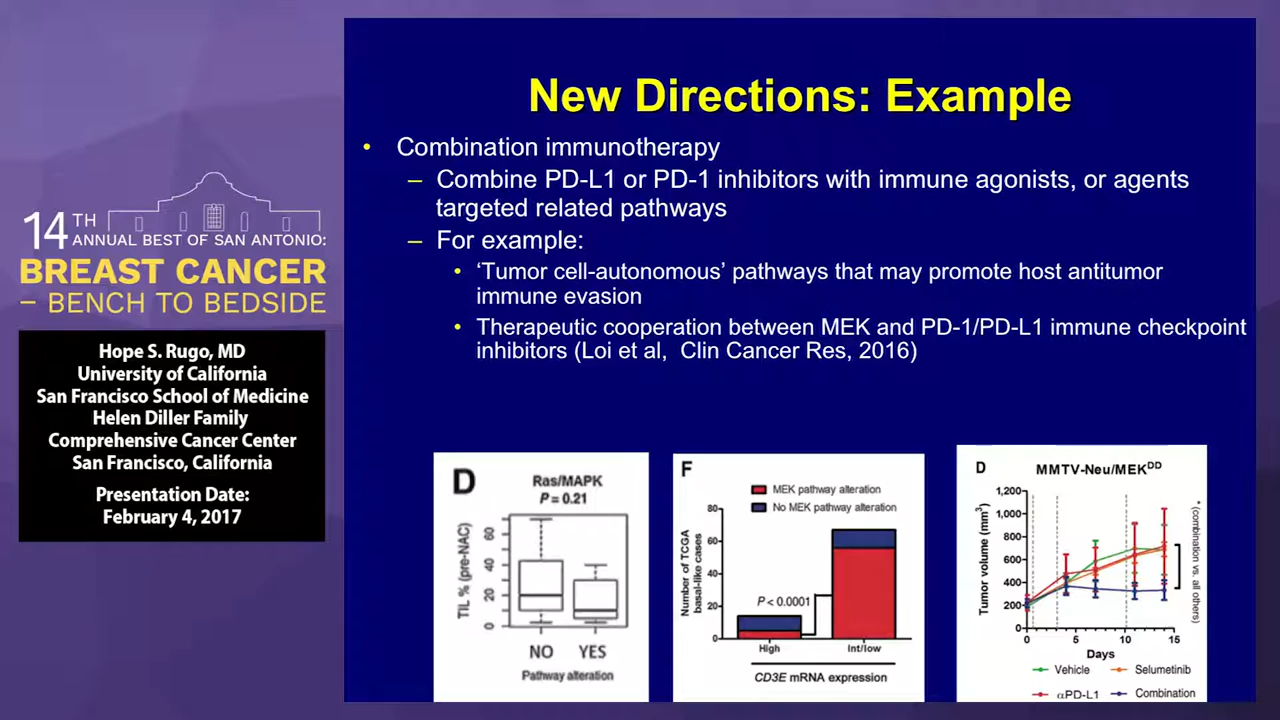 14TH
ANNUAL BEST OF SAN ANTONIO:
BREAST CANCER
– BENCH TO BEDSIDE
Hope S. Rugo, MD
University of California
San Francisco School of Medicine
Helen Diller Family
Comprehensive Cancer Center
San Francisco, California
Presentation Date:
February 4, 2017
New Directions: Example
• Combination immunotherapy
– Combine PD-L1 or PD-1 inhibitors with immune agonists, or agents
targeted related pathways
– For example:
• ‘Tumor cell-autonomous’ pathways that may promote host antitumor
immune evasion
• Therapeutic cooperation between MEK and PD-1/PD-L1 immune checkpoint
inhibitors (Loi et al, Clin Cancer Res, 2016)
D
Ras/MAPK
P = 0.21
TIL % (pre-NAC)
60
40
20
0
NO YES
Pathway alteration
F
MEK pathway alteration
No MEK pathway alteration
Number of TCGA
basal-like cases
80
60
40
20
0
P < 0.0001
High Int/low
CD3E mRNA expression
D
MMTV-Neu/MEKDD
Tumor volume (mm3)
1,200
1,000
800
600
400
200
0
0 5 10 15
Days
* (combination vs. all others)
Vehicle Selumetinib
αPD-L1 Combination